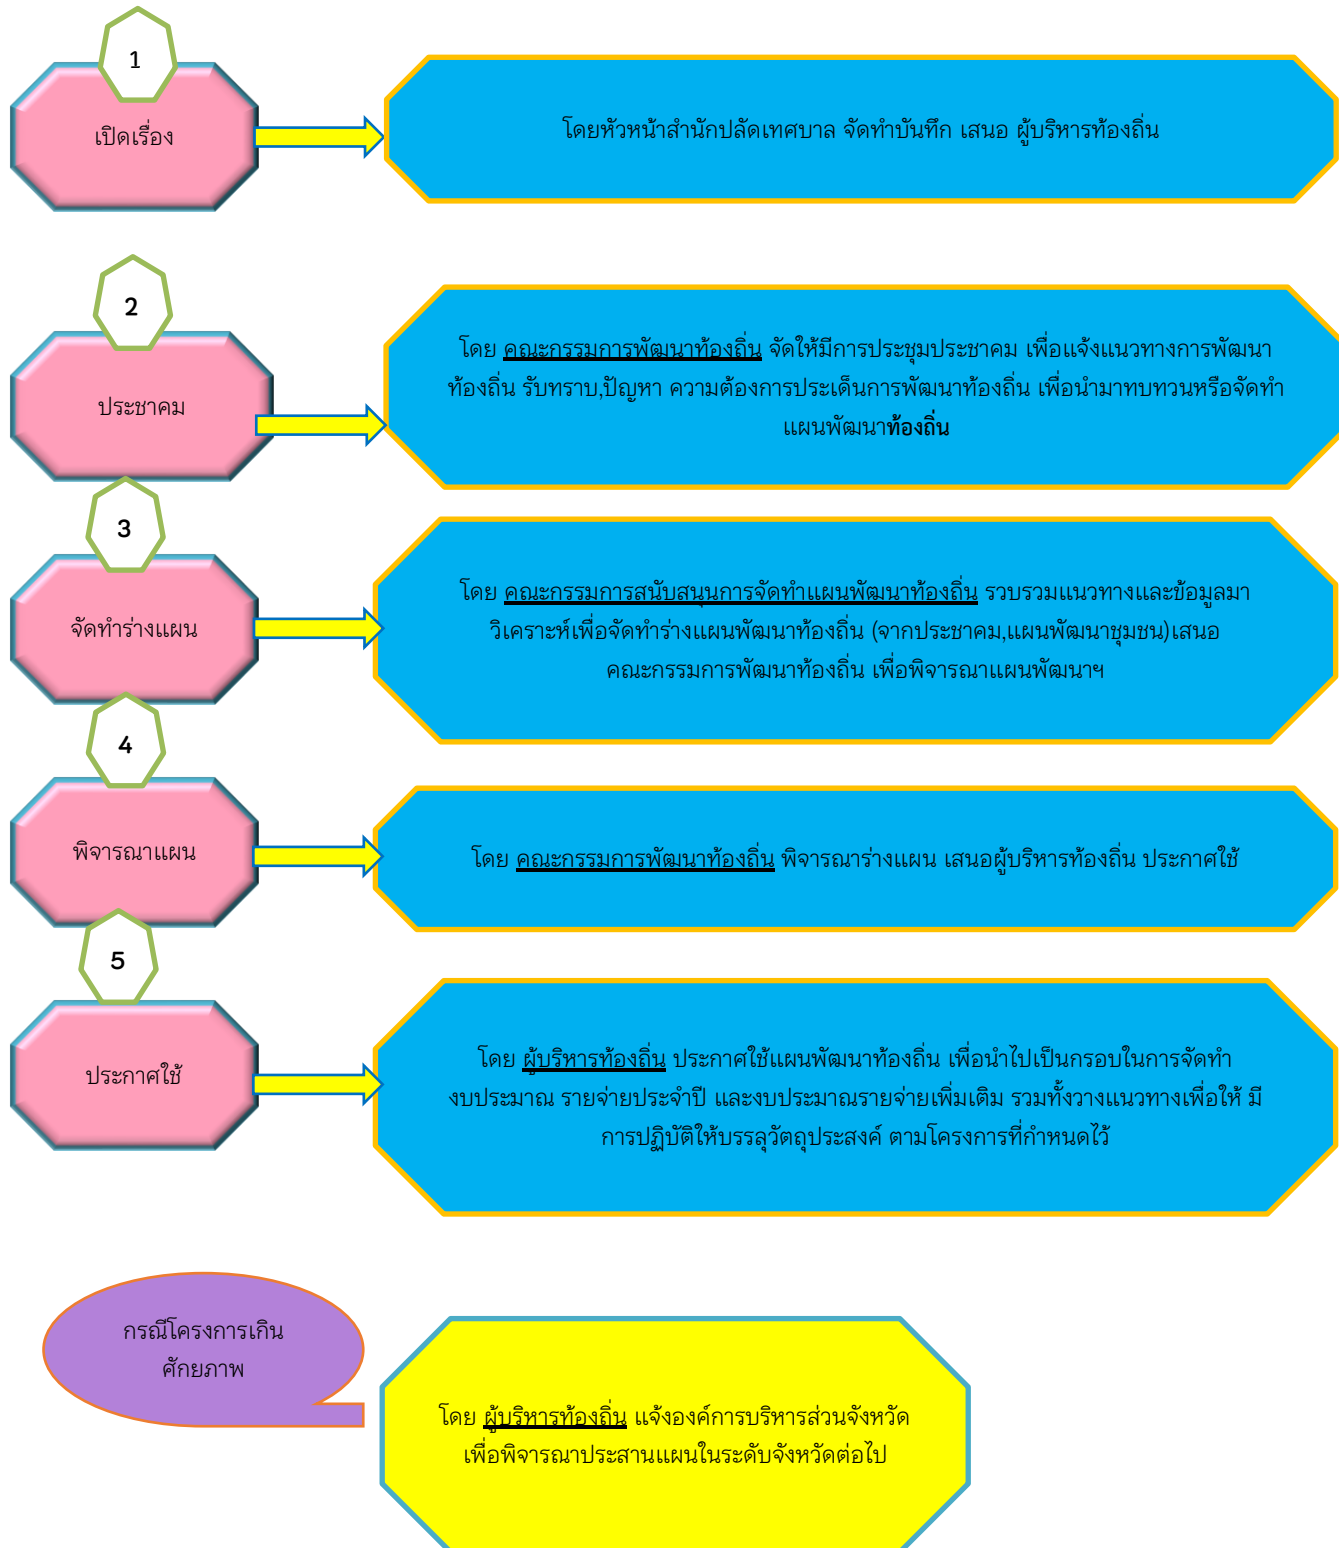 1
เปิดเรื่อง
โดยหัวหน้าสำนักปลัดเทศบาล จัดทำบันทึก เสนอ ผู้บริหารท้องถิ่น
2
ประชาคม
โดย คณะกรรมการพัฒนาท้องถิ่น จัดให้มีการประชุมประชาคม เพื่อแจ้งแนวทางการพัฒนา
ท้องถิ่น รับทราบ,ปัญหา ความต้องการประเด็นการพัฒนาท้องถิ่น เพื่อนำมาทบทวนหรือจัดทำ
แผนพัฒนาท้องถิ่น
3
จัดทำร่างแผน
โดย คณะกรรมการสนับสนุนการจัดทำแผนพัฒนาท้องถิ่น รวบรวมแนวทางและข้อมูลมา
วิเคราะห์เพื่อจัดทำร่างแผนพัฒนาท้องถิ่น (จากประชาคม,แผนพัฒนาชุมชน)เสนอ
คณะกรรมการพัฒนาท้องถิ่น เพื่อพิจารณาแผนพัฒนาฯ
4
พิจารณาแผน
โดย คณะกรรมการพัฒนาท้องถิ่น พิจารณาร่างแผน เสนอผู้บริหารท้องถิ่น ประกาศใช้
5
ประกาศใช้
โดย ผู้บริหารท้องถิ่น ประกาศใช้แผนพัฒนาท้องถิ่น เพื่อนำไปเป็นกรอบในการจัดทำ
งบประมาณ รายจ่ายประจำปี และงบประมาณรายจ่ายเพิ่มเติม รวมทั้งวางแนวทางเพื่อให้ มี
การปฏิบัติให้บรรลุวัตถุประสงค์ ตามโครงการที่กำหนดไว้
กรณีโครงการเกิน
ศักยภาพ
โดย ผู้บริหารท้องถิ่น แจ้งองค์การบริหารส่วนจังหวัด
เพื่อพิจารณาประสานแผนในระดับจังหวัดต่อไป